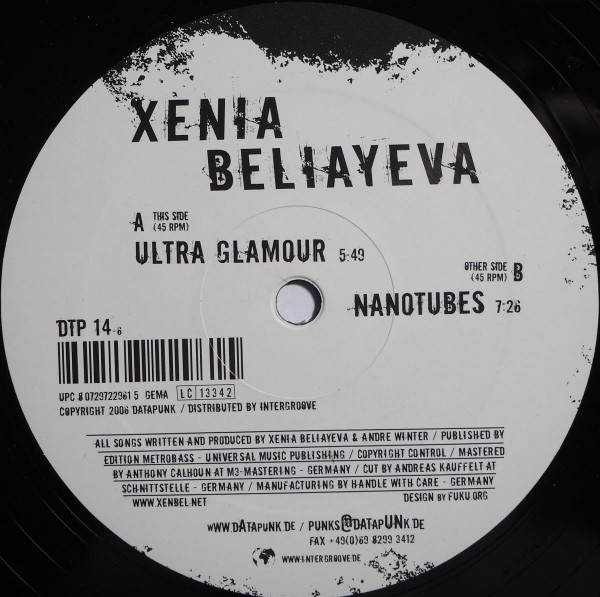 XENIA
BELIAYEVA
A THIS SIDE
(45 RPM)
ULTRA GLAMOUR 5:49
OTHER SIDE B
(45 RPM)
NANOTUBES 7:26
DTP 14-6
UPC 8 0729722961 5 GEMA LC 13342
COPYRIGHT 2006 DATAPUNK / DISTRIBUTED BY INTERGROOVE
ALL SONGS WRITTEN AND PRODUCED BY XENIA BELIAYEVA & ANDRE WINTER / PUBLISHED BY
EDITION METROBASS - UNIVERSAL MUSIC PUBLISHING / COPYRIGHT CONTROL / MASTERED
BY ANTHONY CALHOUN AT M3-MASTERING - GERMANY / CUT BY ANDREAS KAUFFELT AT
SCHNITTSTELLE - GERMANY / MANUFACTURING BY HANDLE WITH CARE - GERMANY
WWW.XENBEL.NET DESIGN BY FUKU.ORG
wWW.dAtApUNK.DE / PUNKS@dATApUNk.DE
FAX +49(0)69 8299 3412
WWW.INTERGROOVE.DE